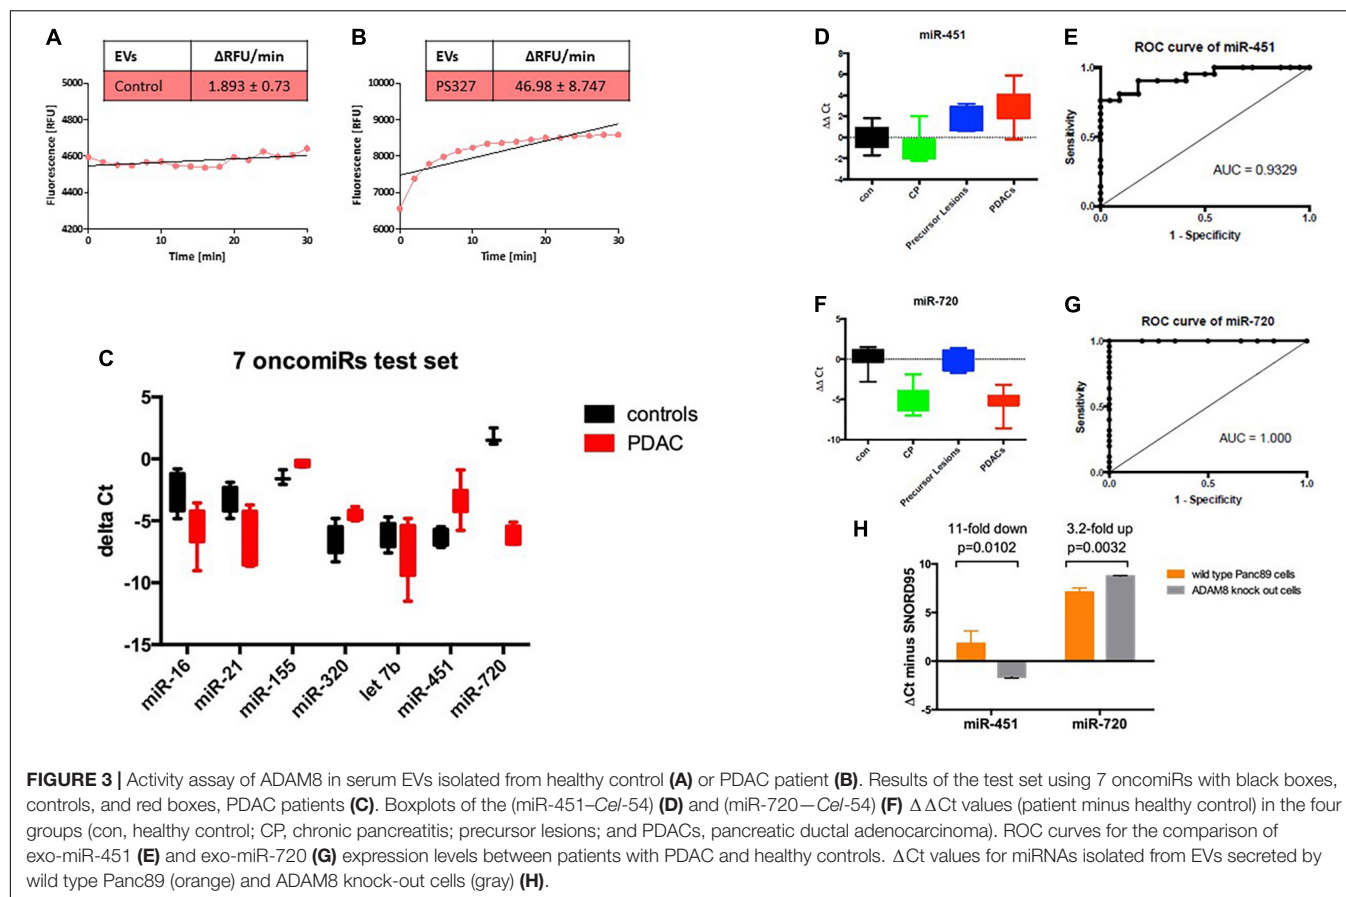 A
EVs ΔRFU/min
Control 1.893 ± 0.73
Fluorescence [RFU]
5000
4800
4600
4400
4200
0 10 20 30
Time [min]
B
EVs ΔRFU/min
PS327 46.98 ± 8.747
Fluorescence [RFU]
10000
9000
8000
7000
6000
0 10 20 30
Time [min]
C
7 oncomiRs test set
controls
PDAC
delta Ct
5
0
-5
-10
-15
miR-16 miR-21 miR-155 miR-320 let 7b miR-451 miR-720
D
miR-451
ΔΔ Ct
8
6
4
2
0
-2
-4
con CP Precursor Lesions PDACs
E
ROC curve of miR-451
Sensitivity
1.0
0.5
0.0
AUC = 0.9329
0.0 0.5 1.0
1 - Specificity
F
miR-720
ΔΔ Ct
5
0
-5
-10
con CP Precursor Lesions PDACs
G
ROC curve of miR-720
Sensitivity
1.0
0.5
0.0
AUC = 1.000
0.0 0.5 1.0
1 - Specificity
H
11-fold down 3.2-fold up
p=0.0102 p=0.0032
ΔCt minus SNORD95
10
5
0
-5
miR-451 miR-720
wild type Panc89 cells
ADAM8 knock out cells
FIGURE 3 | Activity assay of ADAM8 in serum EVs isolated from healthy control (A) or PDAC patient (B). Results of the test set using 7 oncomiRs with black boxes,
controls, and red boxes, PDAC patients (C). Boxplots of the (miR-451–Cel-54) (D) and (miR-720—Cel-54) (F) ΔΔCt values (patient minus healthy control) in the four
groups (con, healthy control; CP, chronic pancreatitis; precursor lesions; and PDACs, pancreatic ductal adenocarcinoma). ROC curves for the comparison of
exo-miR-451 (E) and exo-miR-720 (G) expression levels between patients with PDAC and healthy controls. ΔCt values for miRNAs isolated from EVs secreted by
wild type Panc89 (orange) and ADAM8 knock-out cells (gray) (H).